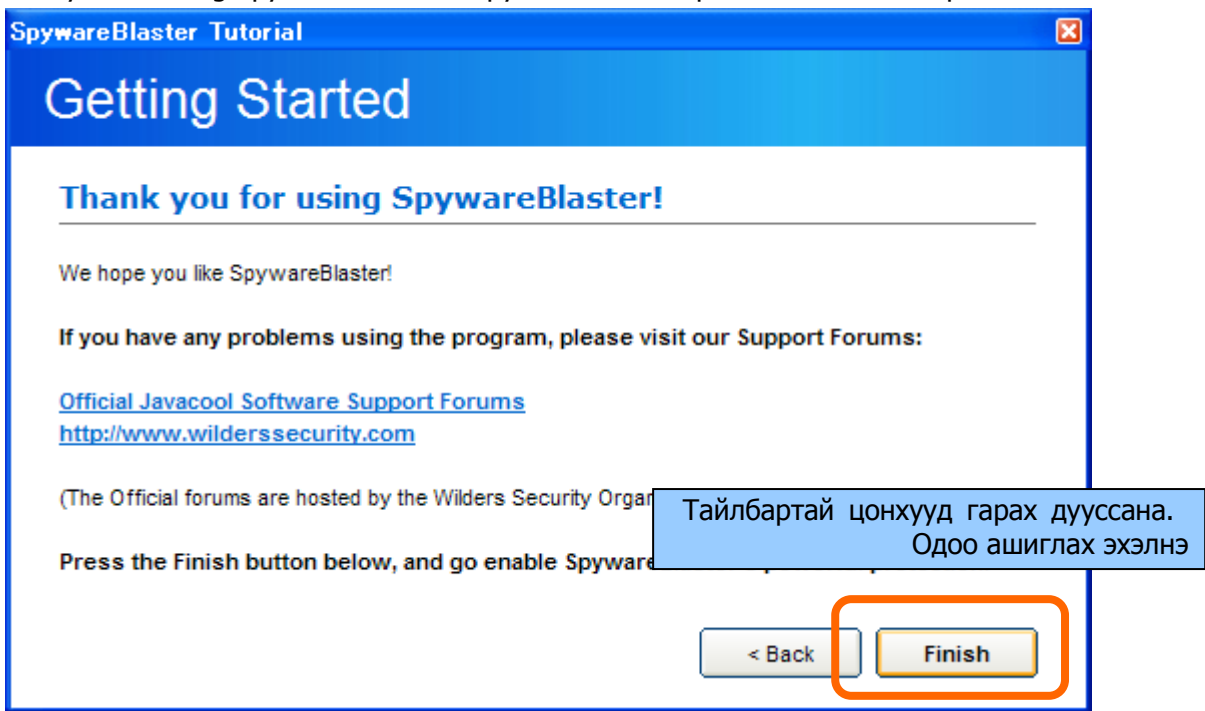 SpywareBlaster Tutorial
Getting Started
Thank you for using SpywareBlaster!
We hope you like SpywareBlaster!
If you have any problems using the program, please visit our Support Forums:
Official Javacool Software Support Forums
http://www.wilderssecurity.com
(The Official forums are hosted by the Wilders Security
Тайлбартай цонхууд гарах дууссана.
Одоо ашиглах эхэлнэ
Press the Finish button below, and go enable
< Back
Finish